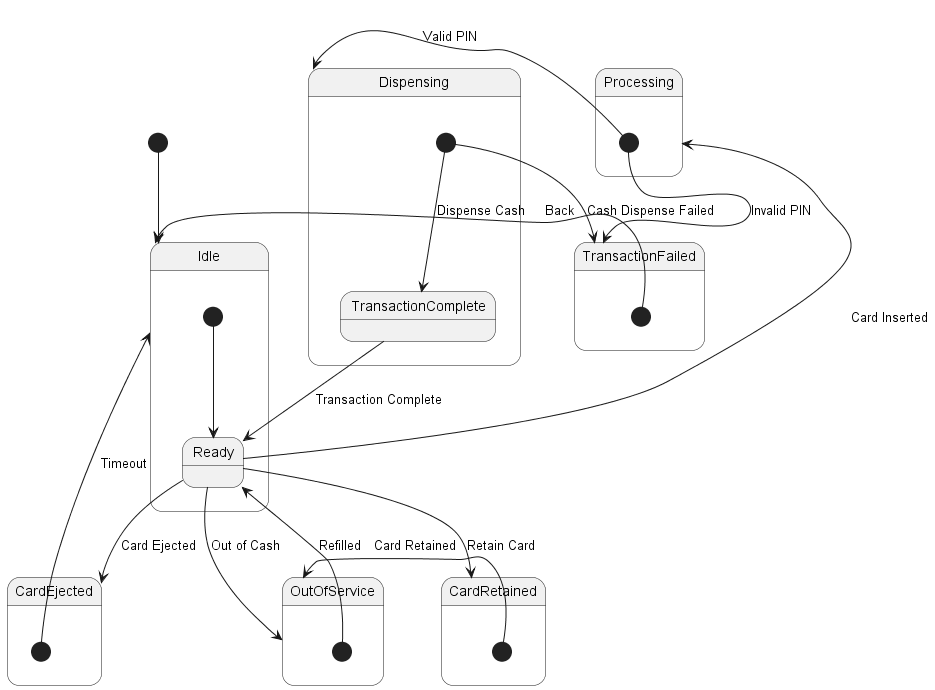 Valid PIN
Dispensing
Processing
Dispense Cash
Back
Cash Dispense Failed
Invalid PIN
Idle
TransactionFailed
TransactionComplete
Card Inserted
Transaction Complete
Ready
Timeout
Card Ejected
Out of Cash
Refilled
Card Retained
Retain Card
CardEjected
OutOfService
CardRetained